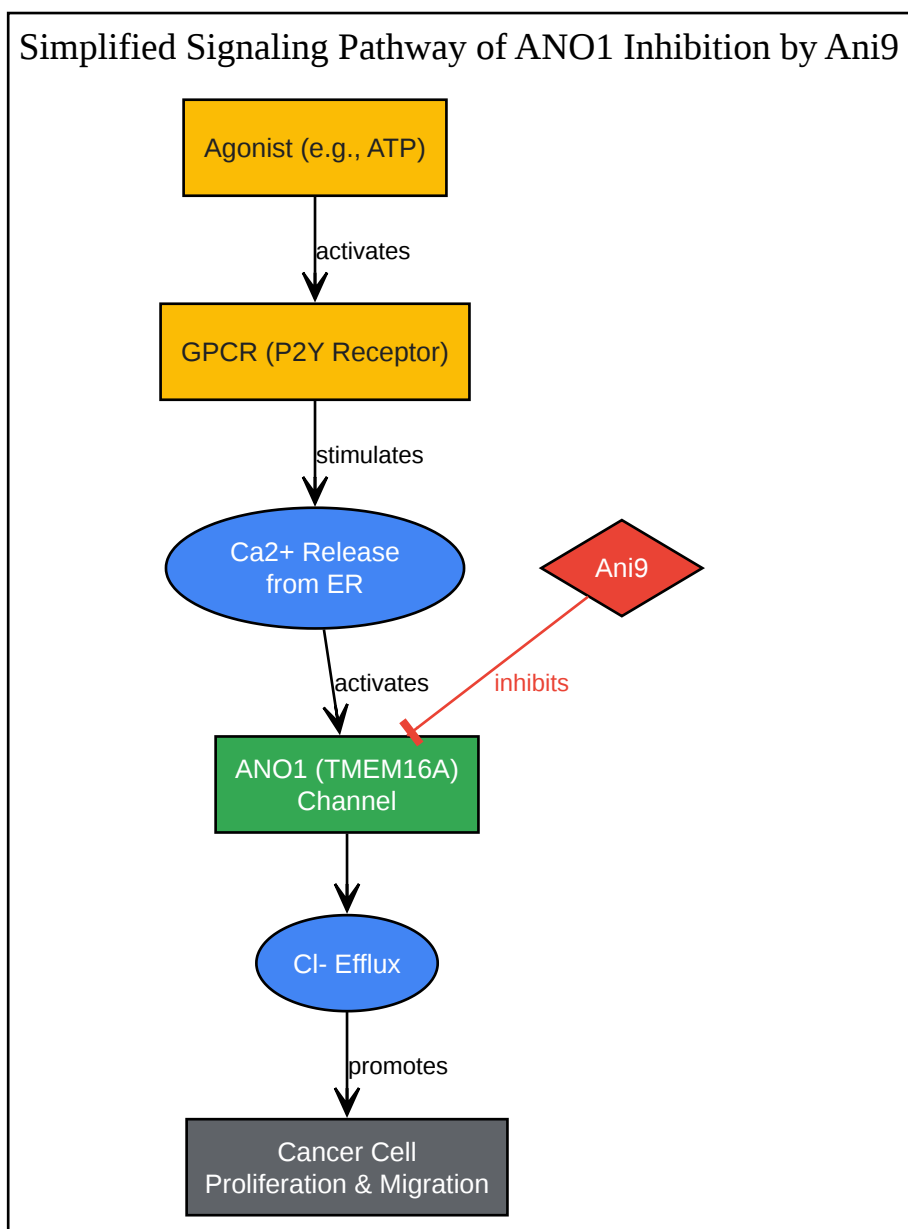 Simplified Signaling Pathway of ANO1 Inhibition by Ani9
Agonist (e.g., ATP)
activates
GPCR (P2Y Receptor)
stimulates
Ca2+ Release
from ER
Ani9
activates
inhibits
ANO1 (TMEM16A)
Channel
Cl- Efflux
promotes
Cancer Cell
Proliferation & Migration